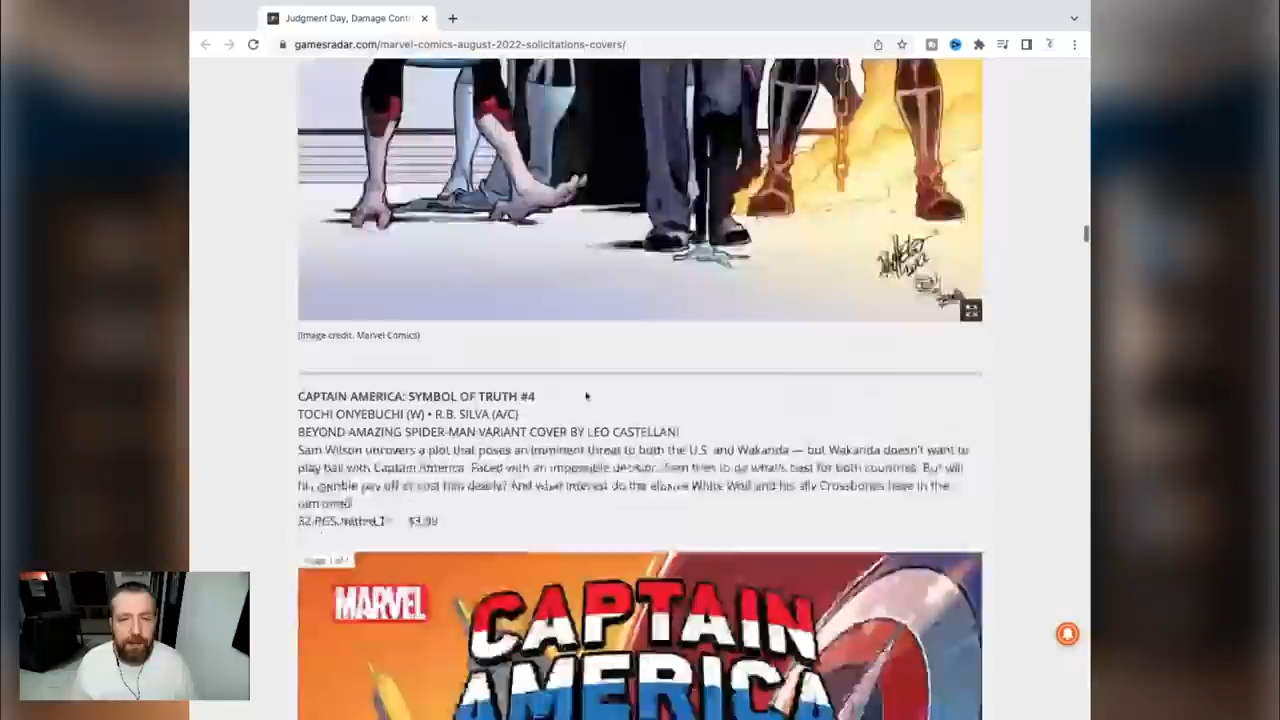 Judgment Day, Damage Cont
gamesradar.com/marvel-comics-august-2022-solicitations-covers/
(Image credit: Marvel Comics)
CAPTAIN AMERICA: SYMBOL OF TRUTH #4
TOCHI ONYEBUCHI (W) • R.B. SILVA (A/C)
BEYOND AMAZING SPIDER-MAN VARIANT COVER BY LEO CASTELLANI
Sam Wilson uncovers a plot that poses an imminent threat to both the U.S. and Wakanda — but Wakanda doesn't want to
play ball with Captain America. Faced with an impossible decision, Sam tries to do what's best for both countries. But will
his gamble pay off or cost him dearly? And what interest do the elusive White Wolf and his ally Crossbones have in the
32 PGS./Rated T+ $3.99
MARVEL
CAPTAIN
AMERICA